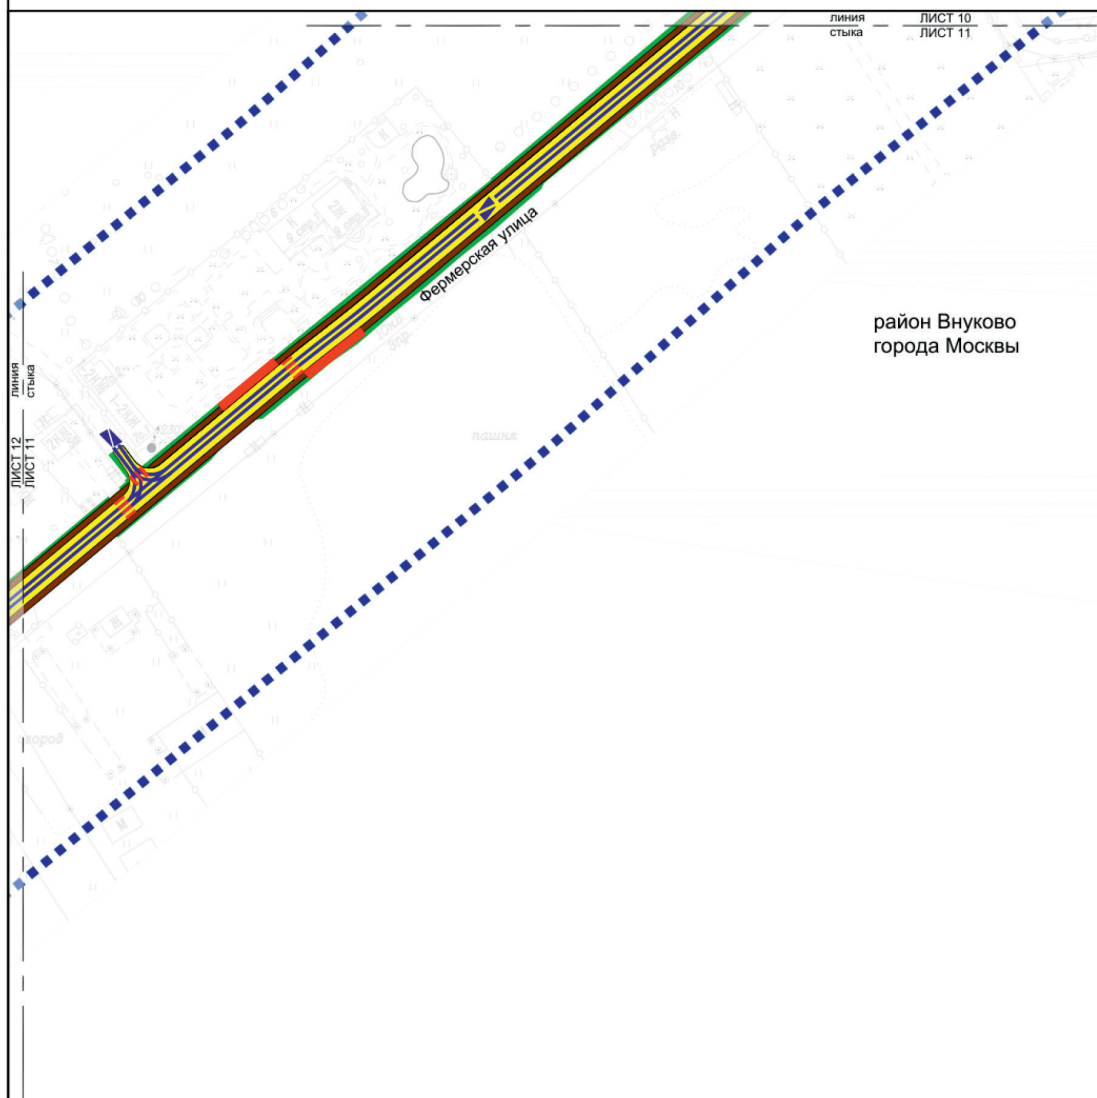 линия
стыка
ЛИСТ 10
ЛИСТ 11
Фермерская улица
район Внуково
города Москвы
линия
стыка
ЛИСТ 12
ЛИСТ 11
пашня
огород